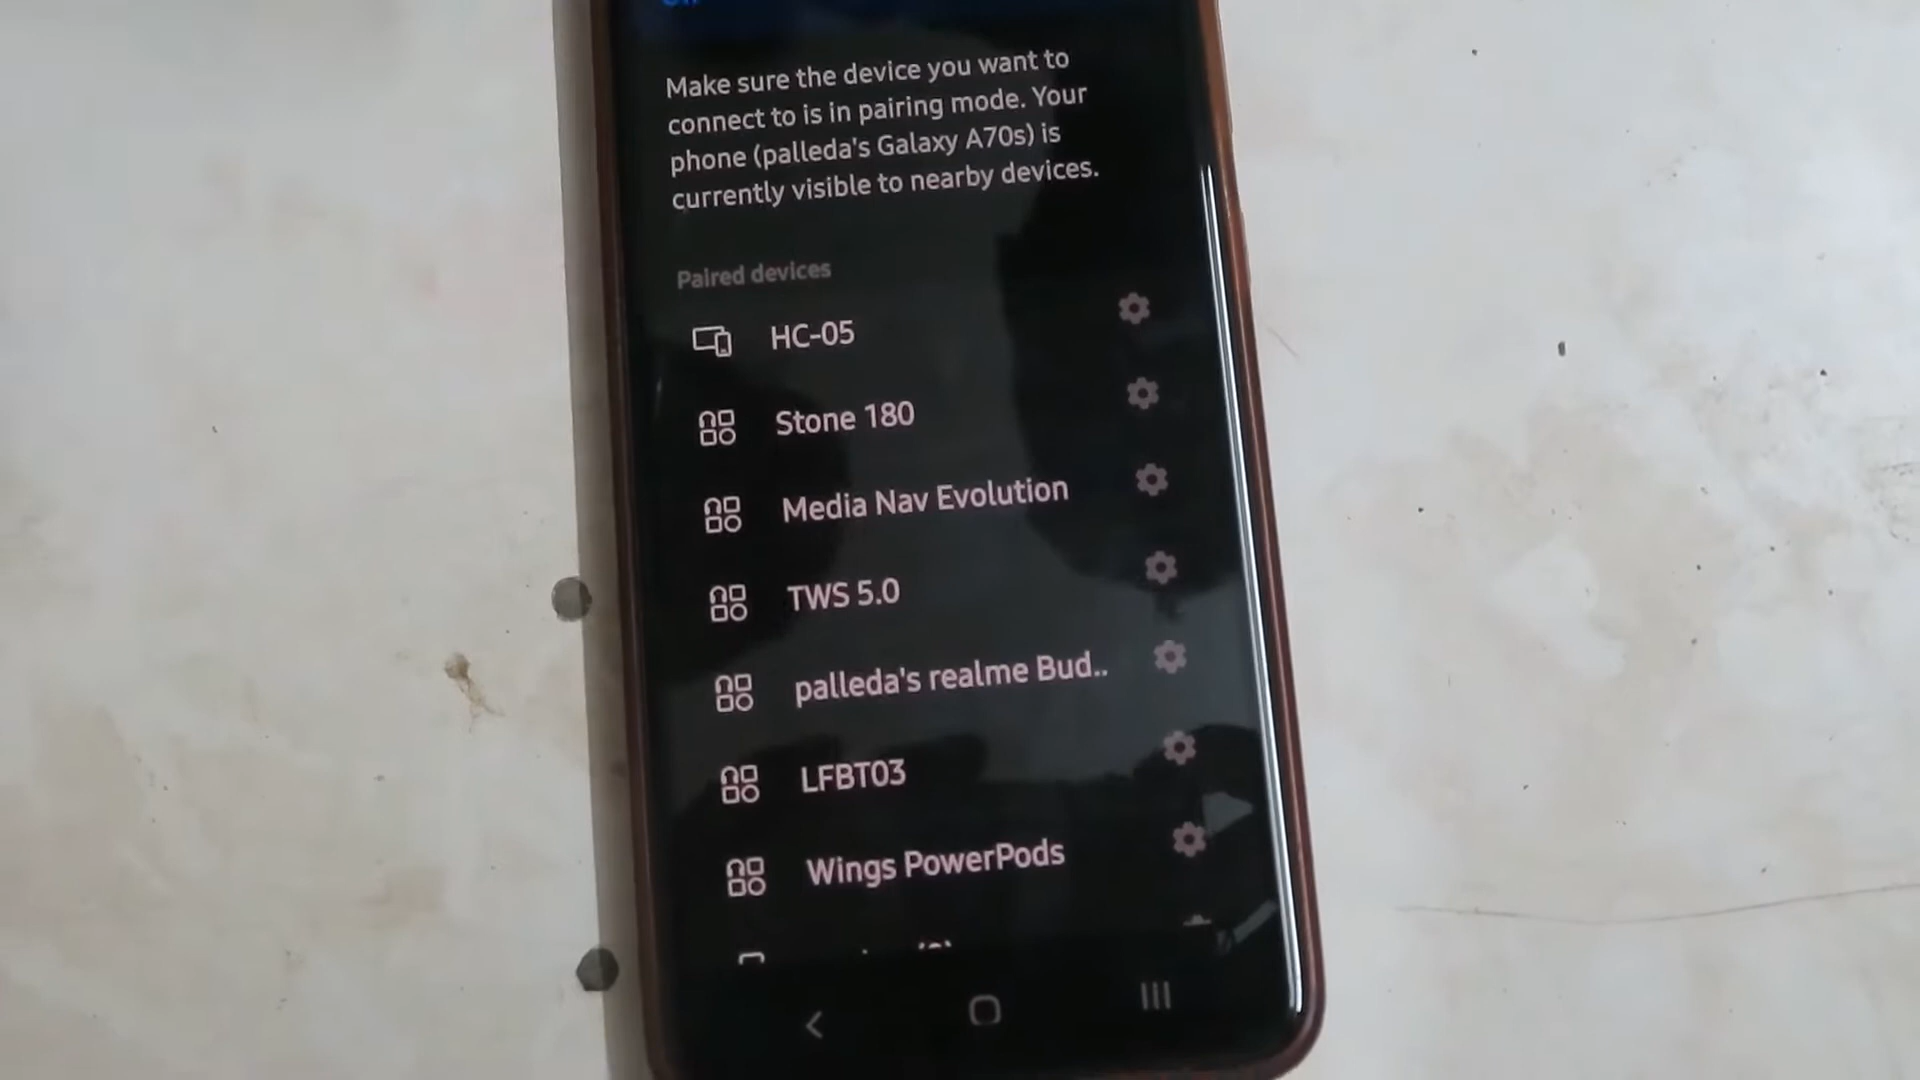 Make sure the device you want to
connect to is in pairing mode. Your
phone (palleda's Galaxy A70s) is
currently visible to nearby devices.
Paired devices
HC-05
Stone 180
Media Nav Evolution
TWS 5.0
palleda's realme Bud..
LFBT03
Wings PowerPods